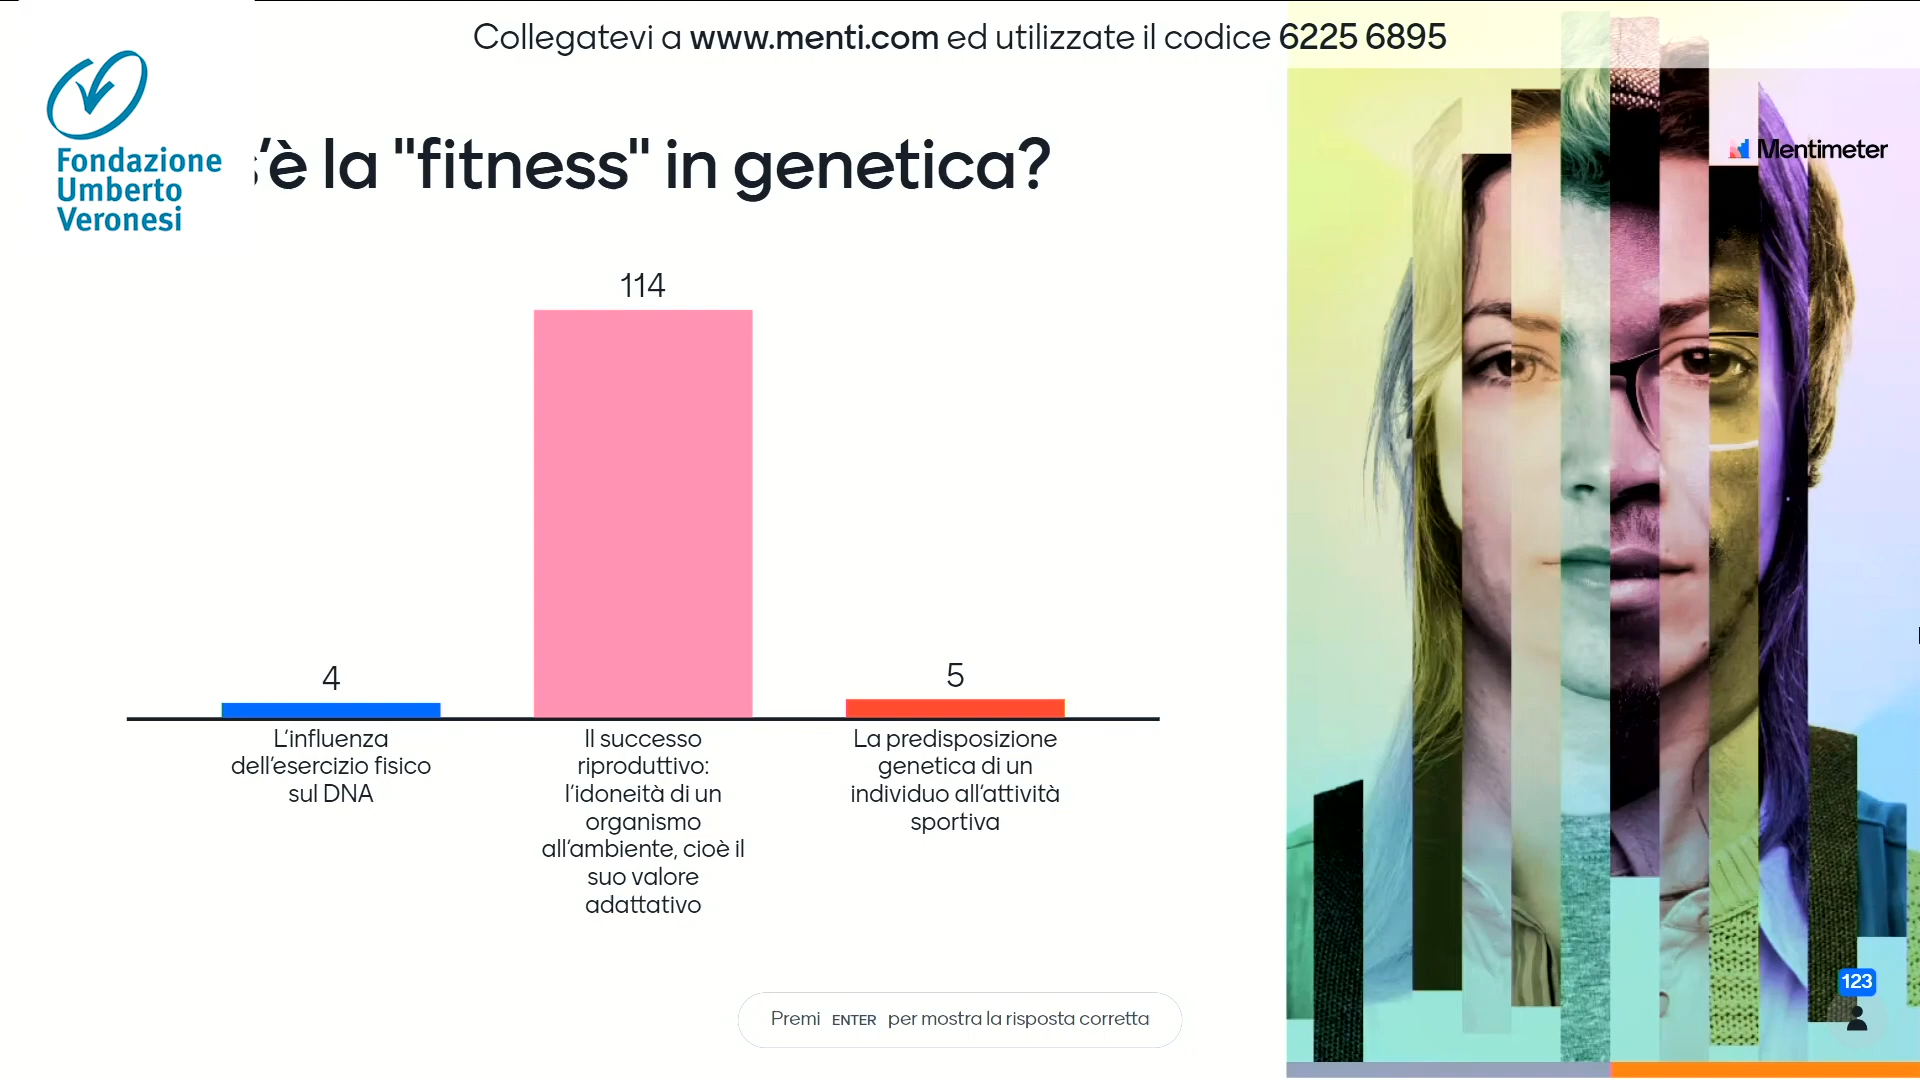 Collegatevi a www.menti.com ed utilizzate il codice 6225 6895
Fondazione
Umberto
Veronesi
'è la "fitness" in genetica?
Mentimeter
114
4
5
L'influenza
dell'esercizio fisico
sul DNA
Il successo
riproduttivo:
l'idoneità di un
organismo
all'ambiente, cioè il
suo valore
adattativo
La predisposizione
genetica di un
individuo all'attività
sportiva
123
Premi ENTER per mostra la risposta corretta